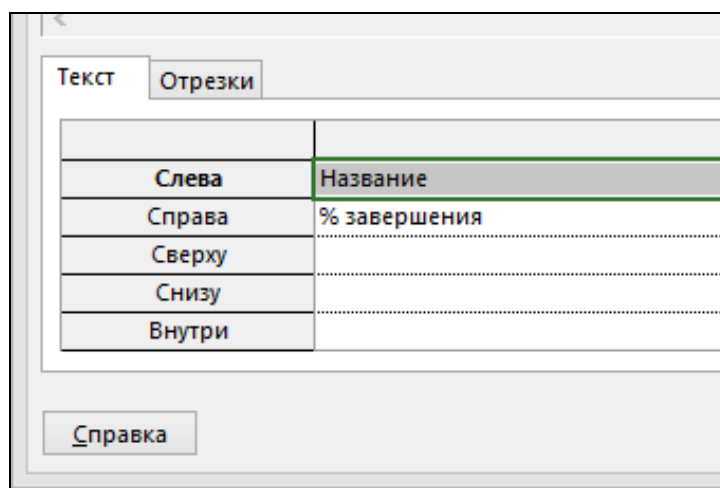 Текст Отрезки
Слева Название
Справа % завершения
Сверху
Снизу
Внутри
Справка